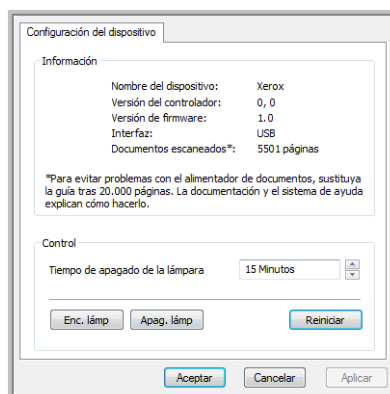 Configuración del dispositivo
Información
Nombre del dispositivo: Xerox
Versión del controlador: 0, 0
Versión de firmware: 1.0
Interfaz: USB
Documentos escaneados*: 5501 páginas
*Para evitar problemas con el alimentador de documentos, sustituya
la guía tras 20.000 páginas. La documentación y el sistema de ayuda
explican cómo hacerlo.
Control
Tiempo de apagado de la lámpara 15 Minutos
Enc. lámp Apag. lámp Reiniciar
Aceptar Cancelar Aplicar